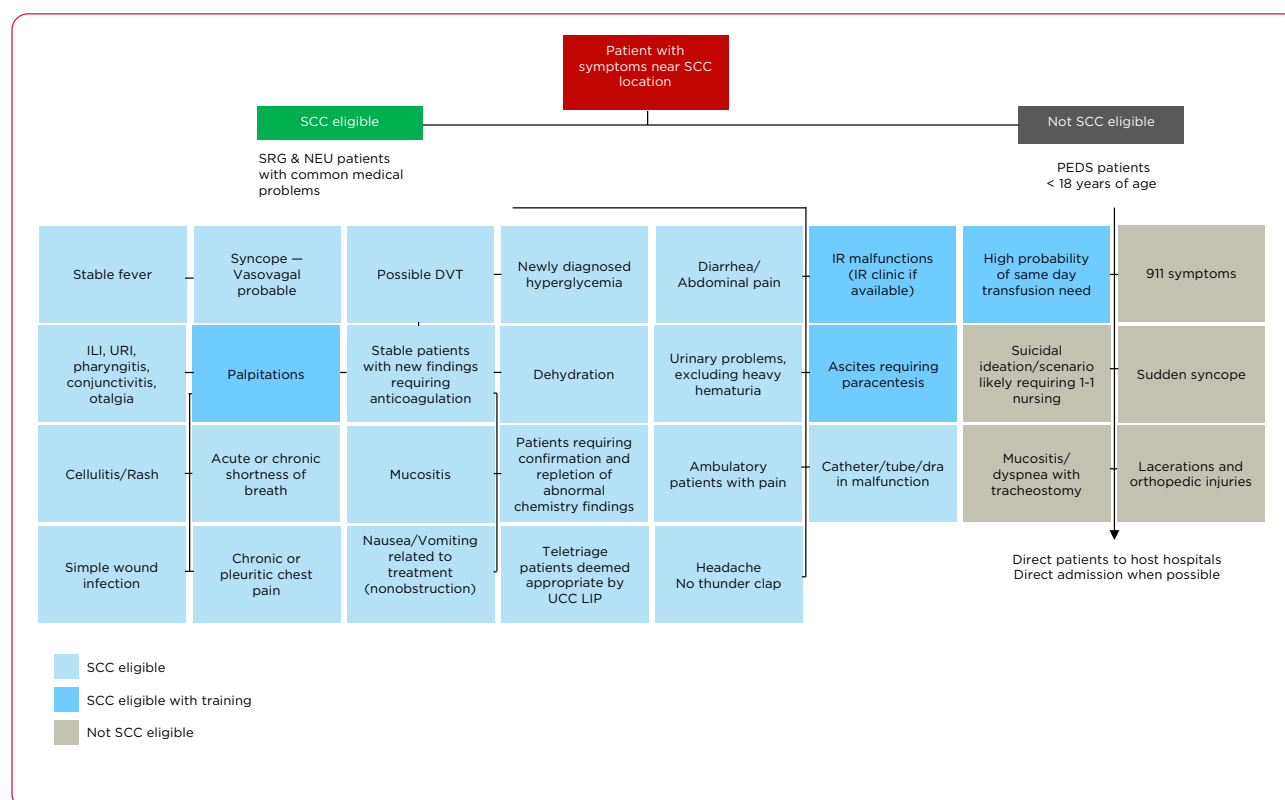 Patient with
symptoms near SCC
location
SCC eligible
Not SCC eligible
SRG & NEU patients
with common medical
problems
PEDS patients
< 18 years of age
Stable fever
Syncope —
Vasovagal
probable
Possible DVT
Newly diagnosed
hyperglycemia
Diarrhea/
Abdominal pain
IR malfunctions
(IR clinic if
available)
High probability
of same day
transfusion need
911 symptoms
ILI, URI,
pharyngitis,
conjunctivitis,
otalgia
Palpitations
Stable patients
with new findings
requiring
anticoagulation
Dehydration
Urinary problems,
excluding heavy
hematuria
Ascites requiring
paracentesis
Suicidal
ideation/scenario
likely requiring 1-1
nursing
Sudden syncope
Cellulitis/Rash
Acute or chronic
shortness of
breath
Mucositis
Patients requiring
confirmation and
repletion of
abnormal
chemistry findings
Ambulatory
patients with pain
Catheter/tube/dra
in malfunction
Mucositis/
dyspnea with
tracheostomy
Lacerations and
orthopedic injuries
Simple wound
infection
Chronic or
pleuritic chest
pain
Nausea/Vomiting
related to
treatment
(nonobstruction)
Teletriage
patients deemed
appropriate by
UCC LIP
Headache
No thunder clap
Direct patients to host hospitals
Direct admission when possible
SCC eligible
SCC eligible with training
Not SCC eligible